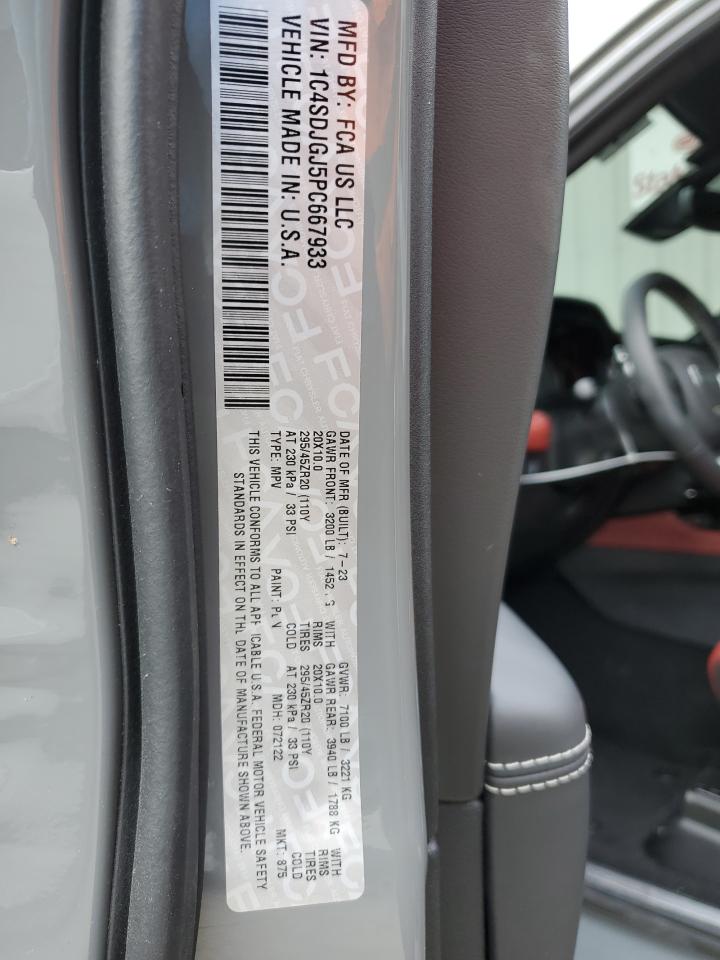 MFD BY: FCA US LLC
VIN: 1C4SDJGJ5PC667933
VEHICLE MADE IN: U.S.A.
DATE OF MFR (BUILT): 7-23 GVWR: 7100 LB / 3221 KG
GAWR FRONT: 3200 LB / 1452 WITH GAWR REAR: 3940 LB / 1788 KG WITH
20X10.0 RIMS 20X10.0 RIMS
295/45ZR20 (110Y TIRES 295/45ZR20 (110Y TIRES
AT 230 kPa / 33 PSI COLD AT 230 kPa / 33 PSI COLD
TYPE: MPV PAINT: MDH: 072122 MKT: 875
THIS VEHICLE CONFORMS TO ALL U.S.A. FEDERAL MOTOR VEHICLE SAFETY
STANDARDS IN EFFECT ON THE DATE OF MANUFACTURE SHOWN ABOVE.